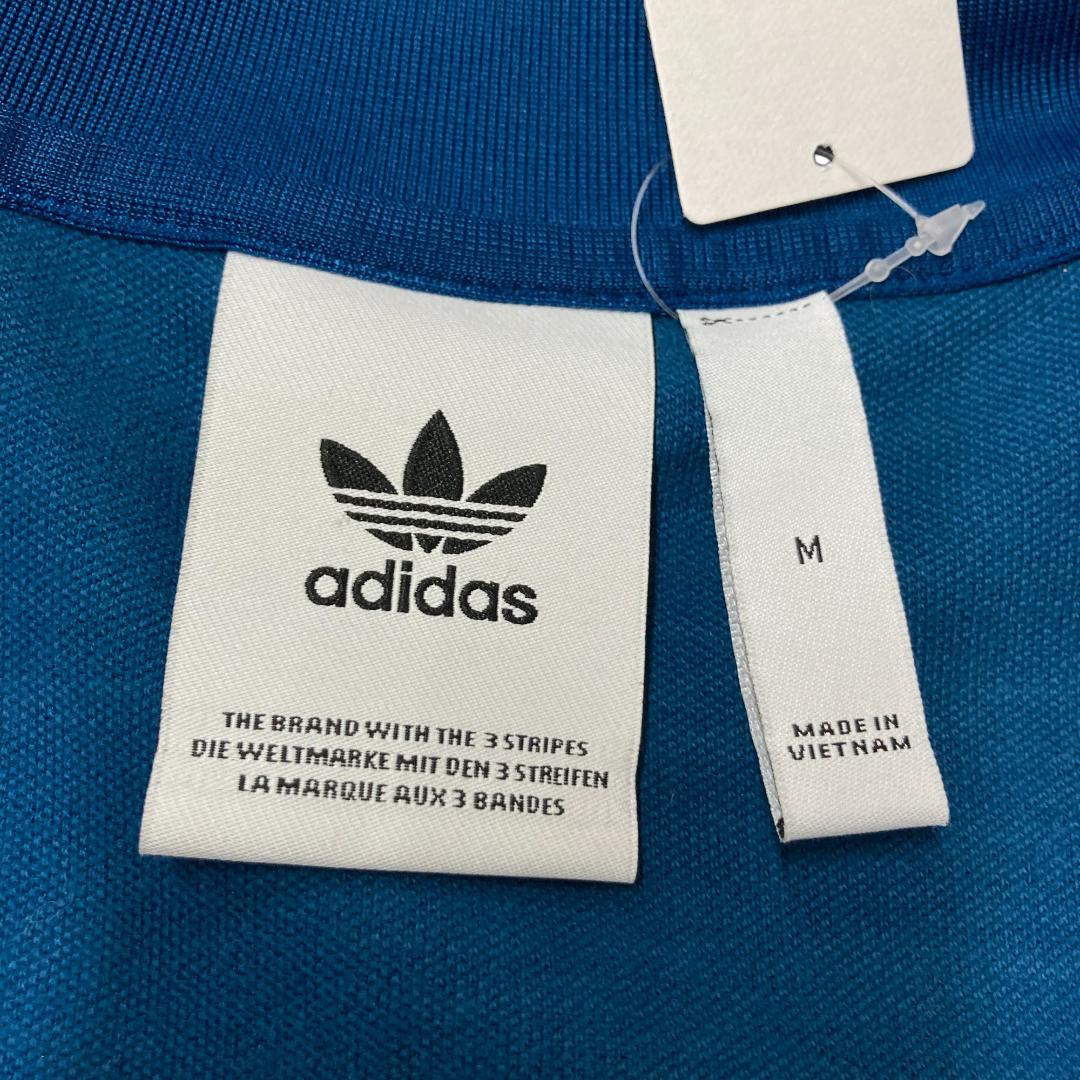 adidas
THE BRAND WITH THE 3 STRIPES
DIE WELTMARKE MIT DEN 3 STREIFEN
LA MARQUE AUX 3 BANDES
M
MADE IN
VIETNAM